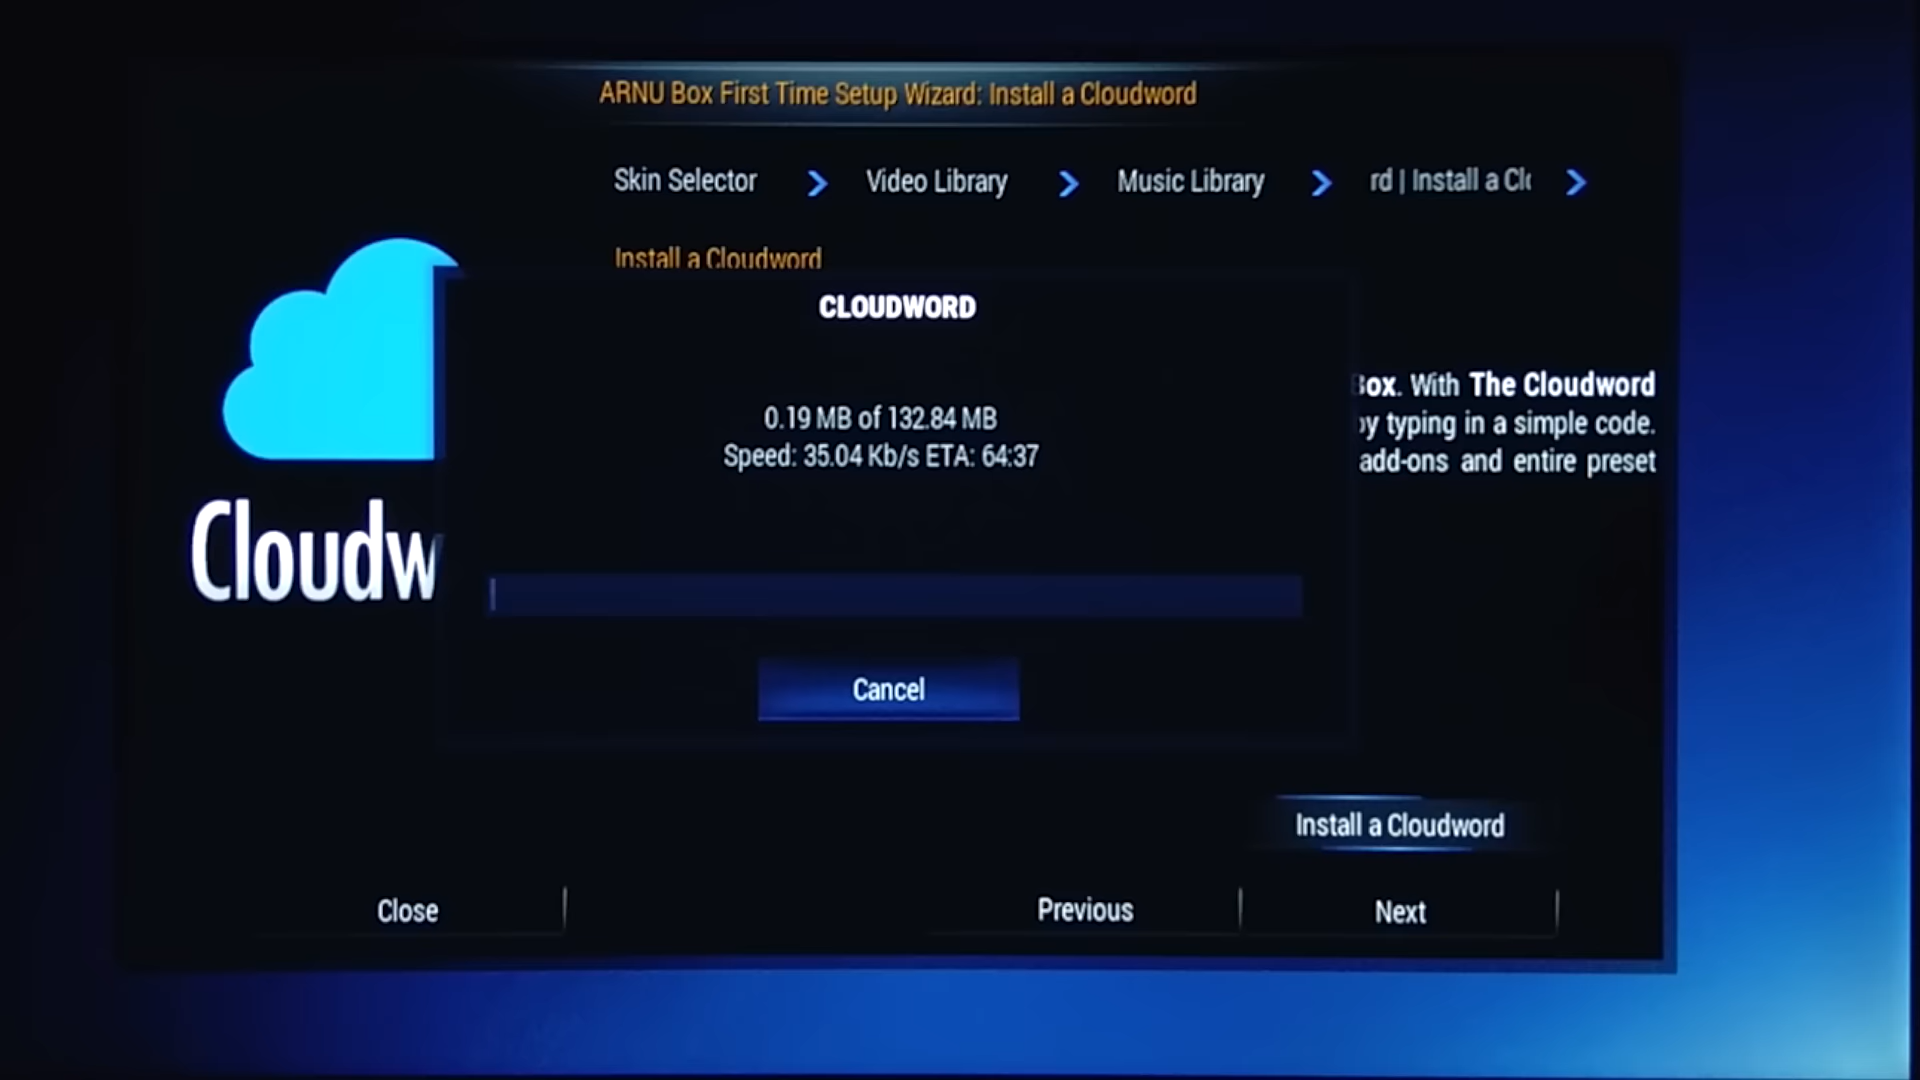 ARNU Box First Time Setup Wizard: Install a Cloudword
Skin Selector
Video Library
Music Library
rd | Install a
Install a Cloudword
CLOUDWORD
0.19 MB of 132.84 MB
Speed: 35.04 Kb/s ETA: 64:37
Box. With The Cloudword
by typing in a simple code.
add-ons and entire preset
Cloudw
Cancel
Install a Cloudword
Close
Previous
Next